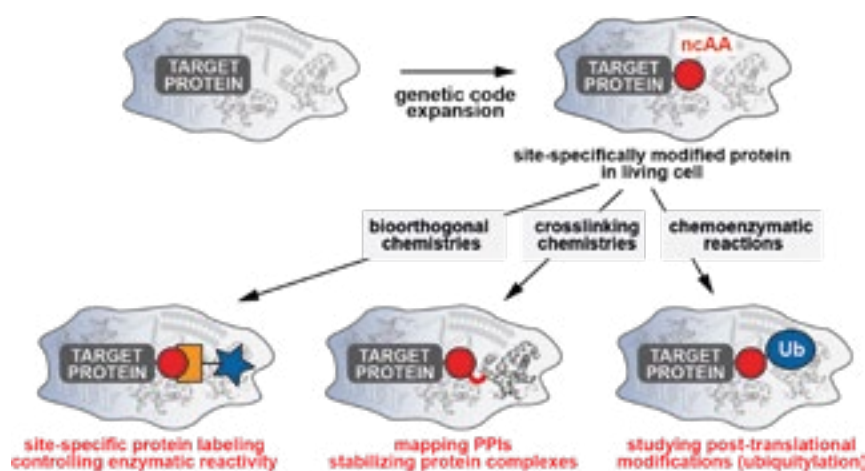 TARGET
PROTEIN
genetic code
expansion
ncAA
TARGET
PROTEIN
site-specifically modified protein
in living cell
bioorthogonal
chemistries
crosslinking
chemistries
chemoenzymatic
reactions
TARGET
PROTEIN
TARGET
PROTEIN
TARGET
PROTEIN
Ub
site-specific protein labeling
controlling enzymatic reactivity
mapping PPIs
stabilizing protein complexes
studying post-translational
modifications (ubiquitylation)